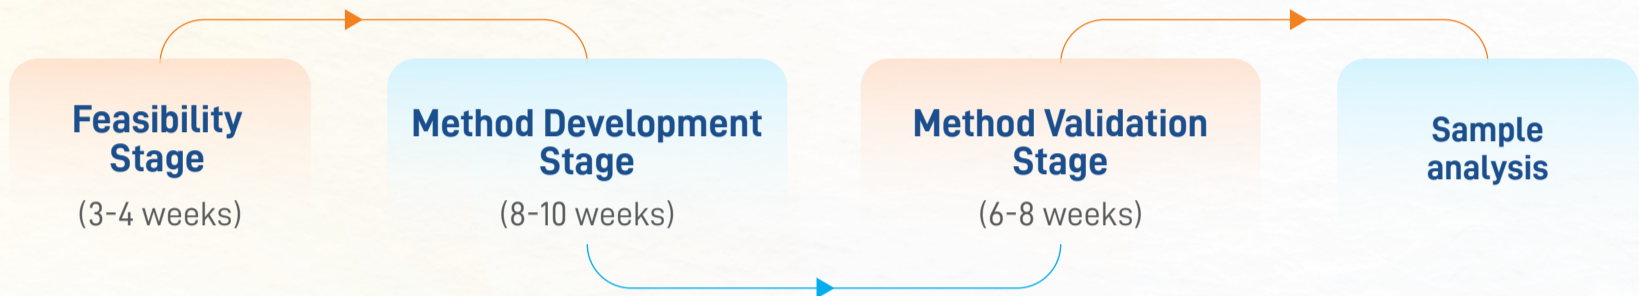 Feasibility
Stage
(3-4 weeks)
Method Development
Stage
(8-10 weeks)
Method Validation
Stage
(6-8 weeks)
Sample
analysis